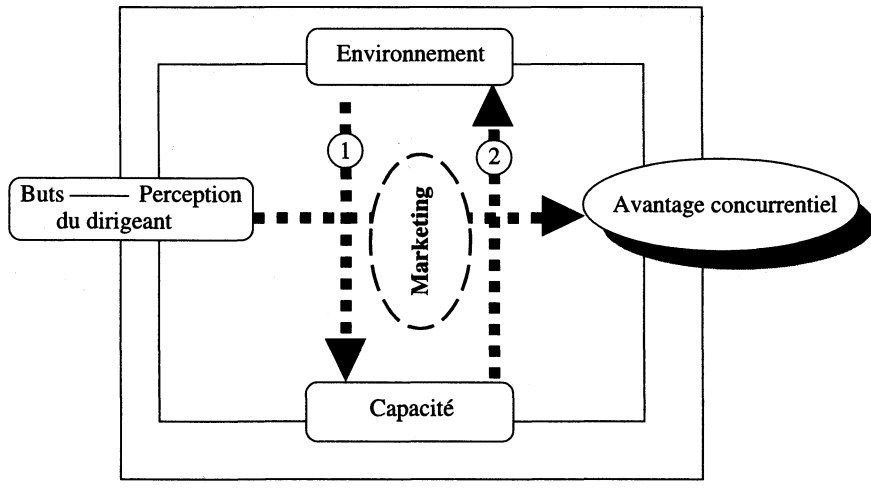 Environnement
1
2
Buts —— Perception
du dirigeant
Marketing
Avantage concurrentiel
Capacité